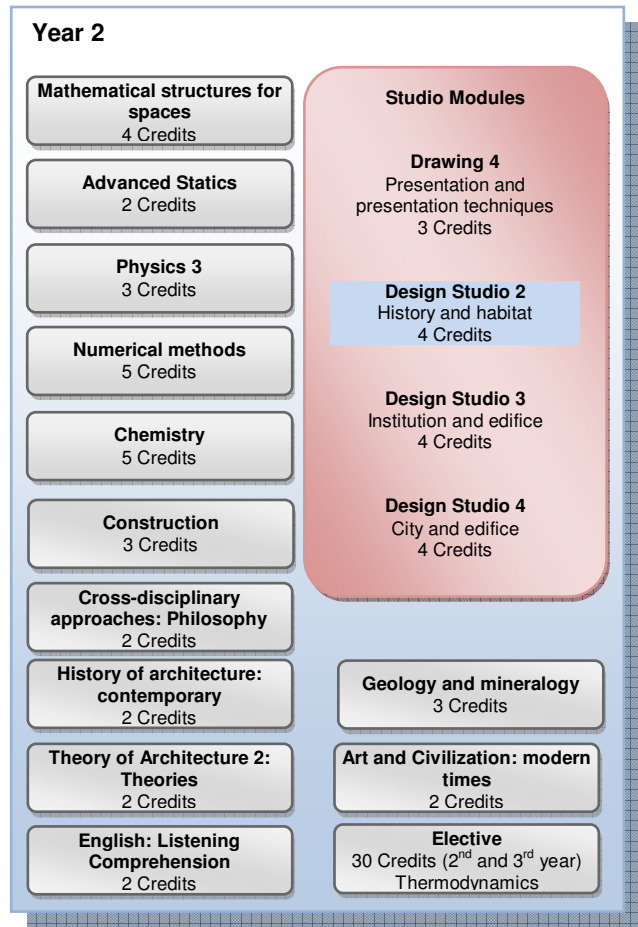 Year 2
Mathematical structures for
spaces
4 Credits
Advanced Statics
2 Credits
Physics 3
3 Credits
Numerical methods
5 Credits
Chemistry
5 Credits
Construction
3 Credits
Cross-disciplinary
approaches: Philosophy
2 Credits
History of architecture:
contemporary
2 Credits
Theory of Architecture 2:
Theories
2 Credits
English: Listening
Comprehension
2 Credits
Studio Modules
Drawing 4
Presentation and
presentation techniques
3 Credits
Design Studio 2
History and habitat
4 Credits
Design Studio 3
Institution and edifice
4 Credits
Design Studio 4
City and edifice
4 Credits
Geology and mineralogy
3 Credits
Art and Civilization: modern
times
2 Credits
Elective
30 Credits (2nd and 3rd year)
Thermodynamics